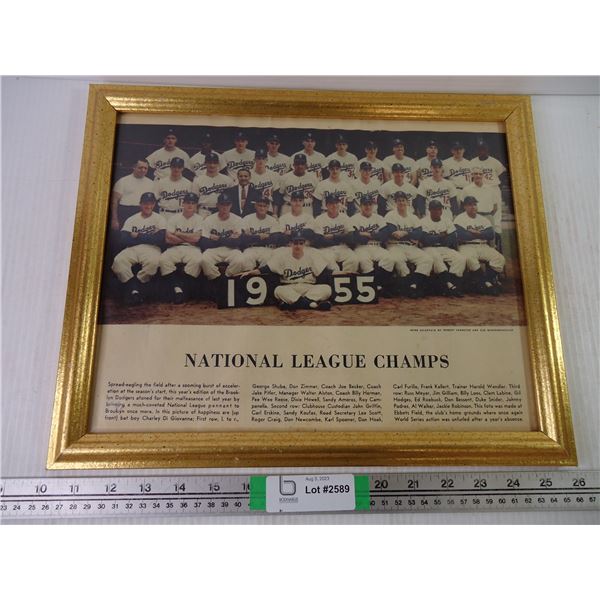 19 55
NATIONAL LEAGUE CHAMPS
Spread-eagling the field after a zooming burst of acceler-
ation at the season's start, this year's edition of the Brook-
lyn Dodgers atoned for their malfeasance of last year by
bringing a much-coveted National League pennant to
Brooklyn once more. In this picture of happiness are (up
front) bat boy Charley Di Giovanna; First row, L to r.,
George Shuba, Don Zimmer, Coach Joe Becker, Coach
Jake Pitler, Manager Walter Alston, Coach Billy Herman,
Pee Wee Reese, Dixie Howell, Sandy Amoros, Roy Cam-
panella. Second row: Clubhouse Custodian John Griffin,
Carl Erskine, Sandy Koufax, Road Secretary Lee Scott,
Roger Craig, Don Newcombe, Karl Spooner, Don Hoak,
Carl Furillo, Frank Kellert, Trainer Harold Wendler. Third
row: Russ Meyer, Jim Gilliam, Billy Loes, Clem Labine, Gil
Hodges, Ed Roebuck, Don Bessent, Duke Snider, Johnny
Podres, Al Walker, Jackie Robinson. This foto was made at
Ebbets Field, the club's home grounds where once again
World Series action was unfurled after a year's absence.
10 11 12 13 14 15 16 20 21 22 23 24 25 26
Aug 5, 2023
Lot #2589